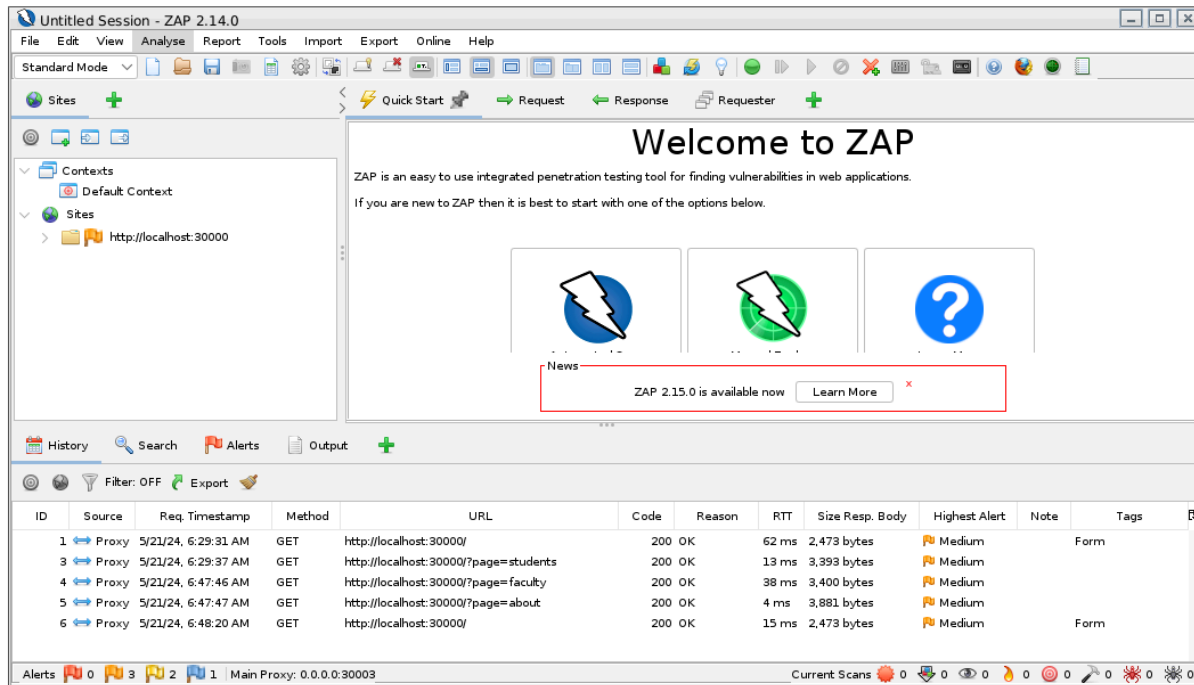 Untitled Session - ZAP 2.14.0
File Edit View Analyse Report Tools Import Export Online Help
Standard Mode
Sites
Quick Start Request Response Requester
Welcome to ZAP
ZAP is an easy to use integrated penetration testing tool for finding vulnerabilities in web applications.
If you are new to ZAP then it is best to start with one of the options below.
Contexts
Default Context
Sites
http://localhost:30000
News
ZAP 2.15.0 is available now Learn More x
History Search Alerts Output
Filter: OFF Export
ID Source Req. Timestamp Method URL Code Reason RTT Size Resp. Body Highest Alert Note Tags
1 Proxy 5/21/24, 6:29:31 AM GET http://localhost:30000/ 200 OK 62 ms 2,473 bytes Medium Form
3 Proxy 5/21/24, 6:29:37 AM GET http://localhost:30000/?page=students 200 OK 13 ms 3,393 bytes Medium
4 Proxy 5/21/24, 6:47:46 AM GET http://localhost:30000/?page=faculty 200 OK 38 ms 3,400 bytes Medium
5 Proxy 5/21/24, 6:47:47 AM GET http://localhost:30000/?page=about 200 OK 4 ms 3,881 bytes Medium
6 Proxy 5/21/24, 6:48:20 AM GET http://localhost:30000/ 200 OK 15 ms 2,473 bytes Medium Form
Alerts 0 3 2 1 Main Proxy: 0.0.0.0:30003 Current Scans 0 0 0 0 0 0 0 0